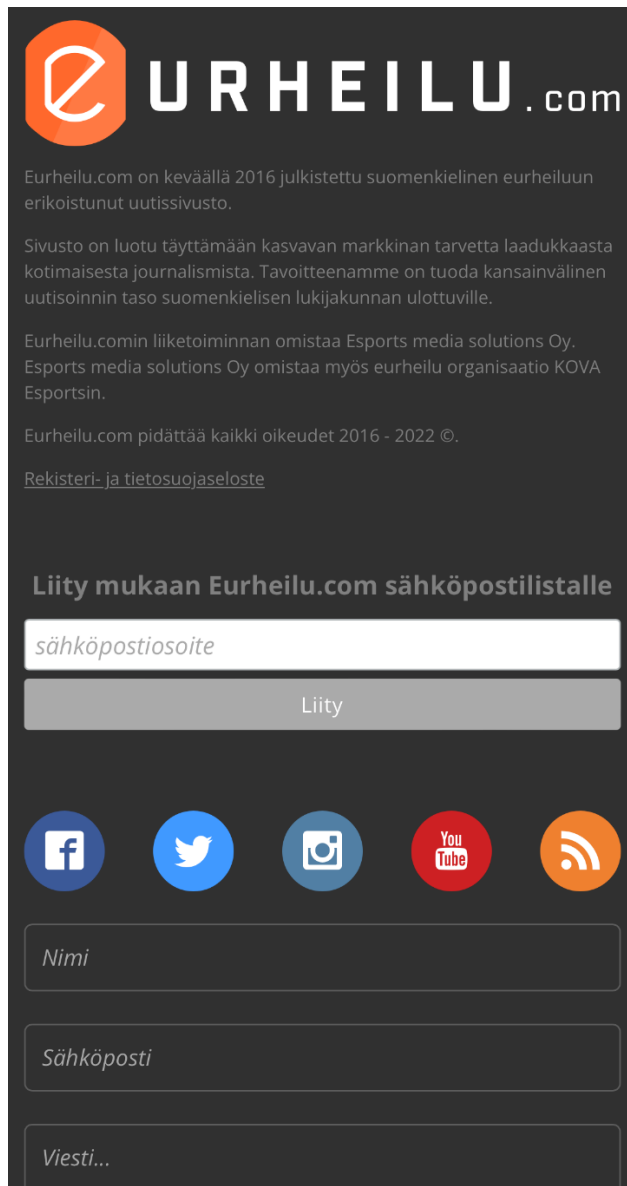 eURHEILU.com
Eurheilu.com on keväällä 2016 julkistettu suomenkielinen eurheiluun
erikoistunut uutissivusto.
Sivusto on luotu täyttämään kasvavan markkinan tarvetta laadukkaasta
kotimaisesta journalismista. Tavoitteenamme on tuoda kansainvälinen
uutisoinnin taso suomenkielisen lukijakunnan ulottuville.
Eurheilu.comin liiketoiminnan omistaa Esports media solutions Oy.
Esports media solutions Oy omistaa myös eurheilu organisaatio KOVA
Esportsin.
Eurheilu.com pidättää kaikki oikeudet 2016 - 2022 ©.
Rekisteri- ja tietosuojaseloste
Liity mukaan Eurheilu.com sähköpostilistalle
sähköpostiosoite
Liity
You
Tube
Nimi
Sähköposti
Viesti...